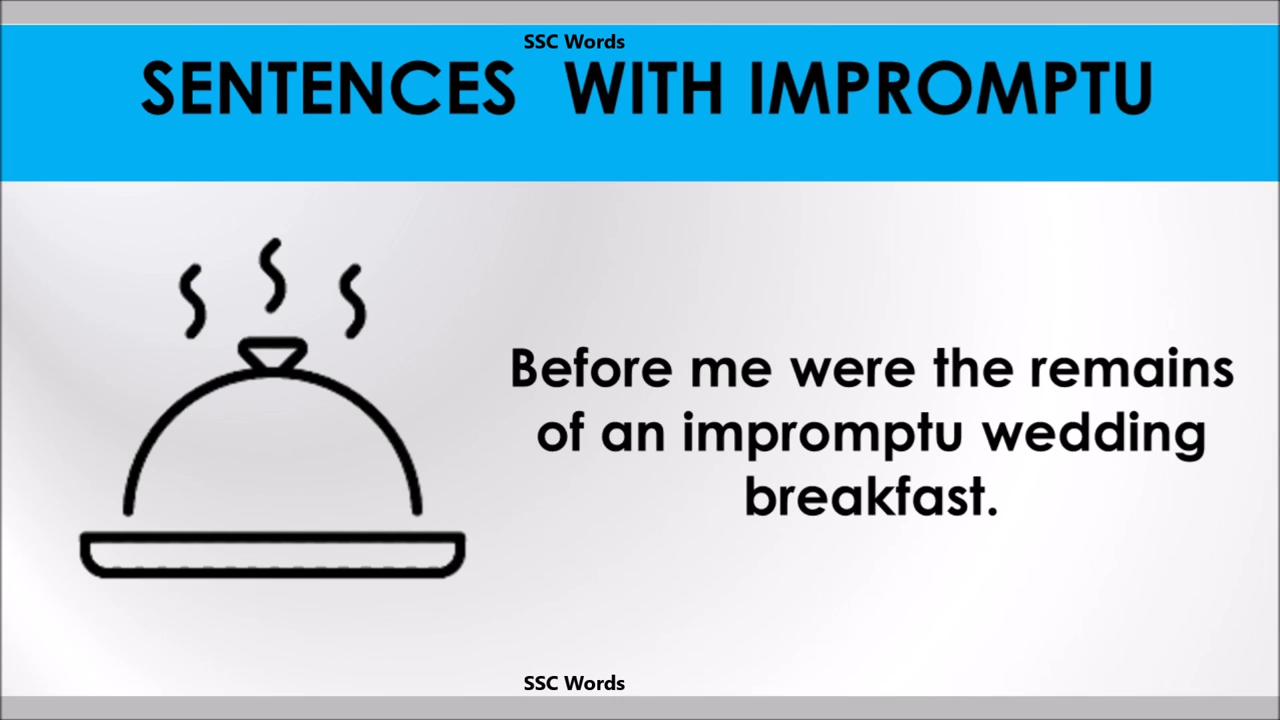 SSC Words
SENTENCES WITH IMPROMPTU
Before me were the remains
of an impromptu wedding
breakfast.
SSC Words